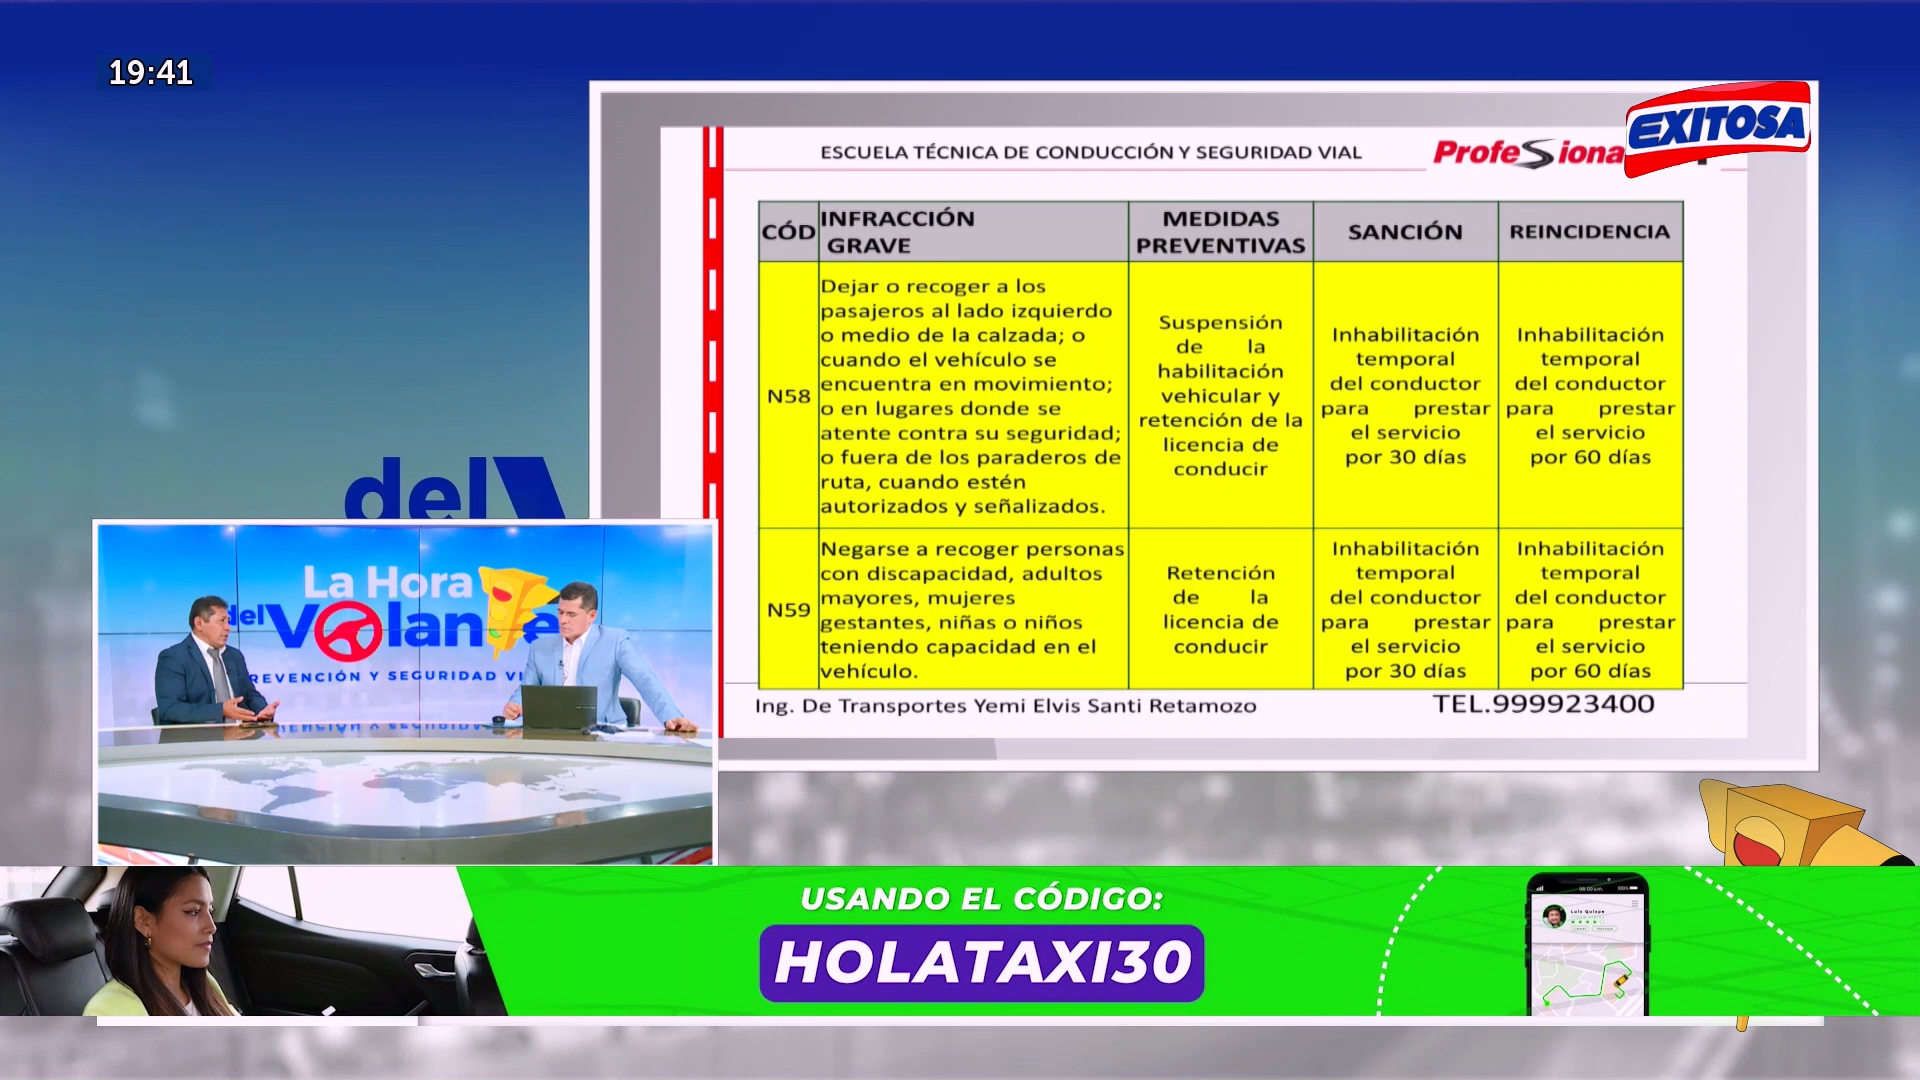 19:41
EXITOSA
ESCUELA TÉCNICA DE CONDUCCIÓN Y SEGURIDAD VIAL
ProfeSiona
CÓD
INFRACCIÓN
GRAVE
MEDIDAS
PREVENTIVAS
SANCIÓN
REINCIDENCIA
N58
Dejar o recoger a los
pasajeros al lado izquierdo
o medio de la calzada; o
cuando el vehículo se
encuentra en movimiento;
o en lugares donde se
atente contra su seguridad;
o fuera de los paraderos de
ruta, cuando estén
autorizados y señalizados.
Suspensión
de la
habilitación
vehicular y
retención de la
licencia de
conducir
Inhabilitación
temporal
del conductor
para prestar
el servicio
por 30 días
Inhabilitación
temporal
del conductor
para prestar
el servicio
por 60 días
N59
Negarse a recoger personas
con discapacidad, adultos
mayores, mujeres
gestantes, niñas o niños
teniendo capacidad en el
vehículo.
Retención
de la
licencia de
conducir
Inhabilitación
temporal
del conductor
para prestar
el servicio
por 30 días
Inhabilitación
temporal
del conductor
para prestar
el servicio
por 60 días
Ing. De Transportes Yemi Elvis Santi Retamozo
TEL.999923400
del V
La Hora
del Volante
REVENCIÓN Y SEGURIDAD VI
USANDO EL CÓDIGO:
HOLATAXI30
Luis Quispe